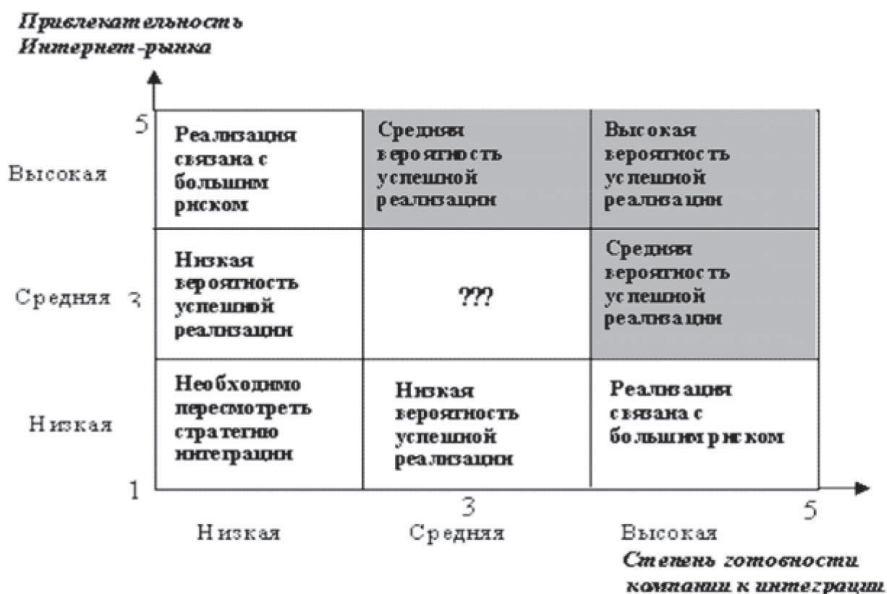 Привлекательность
Интернет-рынка
5
Высокая
Реализация
связана с
большим
риском
Средняя
вероятность
успешной
реализации
Высокая
вероятность
успешной
реализации
Средняя 3
Низкая
вероятность
успешной
реализации
???
Средняя
вероятность
успешной
реализации
Низкая
Необходимо
пересмотреть
стратегию
интеграции
Низкая
вероятность
успешной
реализации
Реализация
связана с
большим риском
1
3
5
Низкая Средняя Высокая
Степень готовности
компании к интеграции